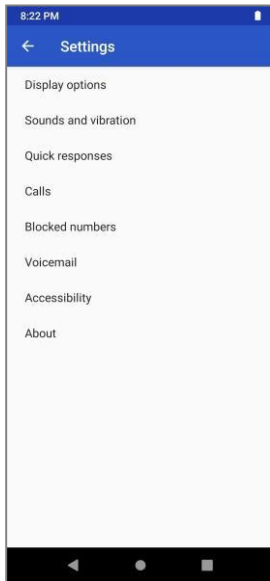 8:22 PM
Settings
Display options
Sounds and vibration
Quick responses
Calls
Blocked numbers
Voicemail
Accessibility
About